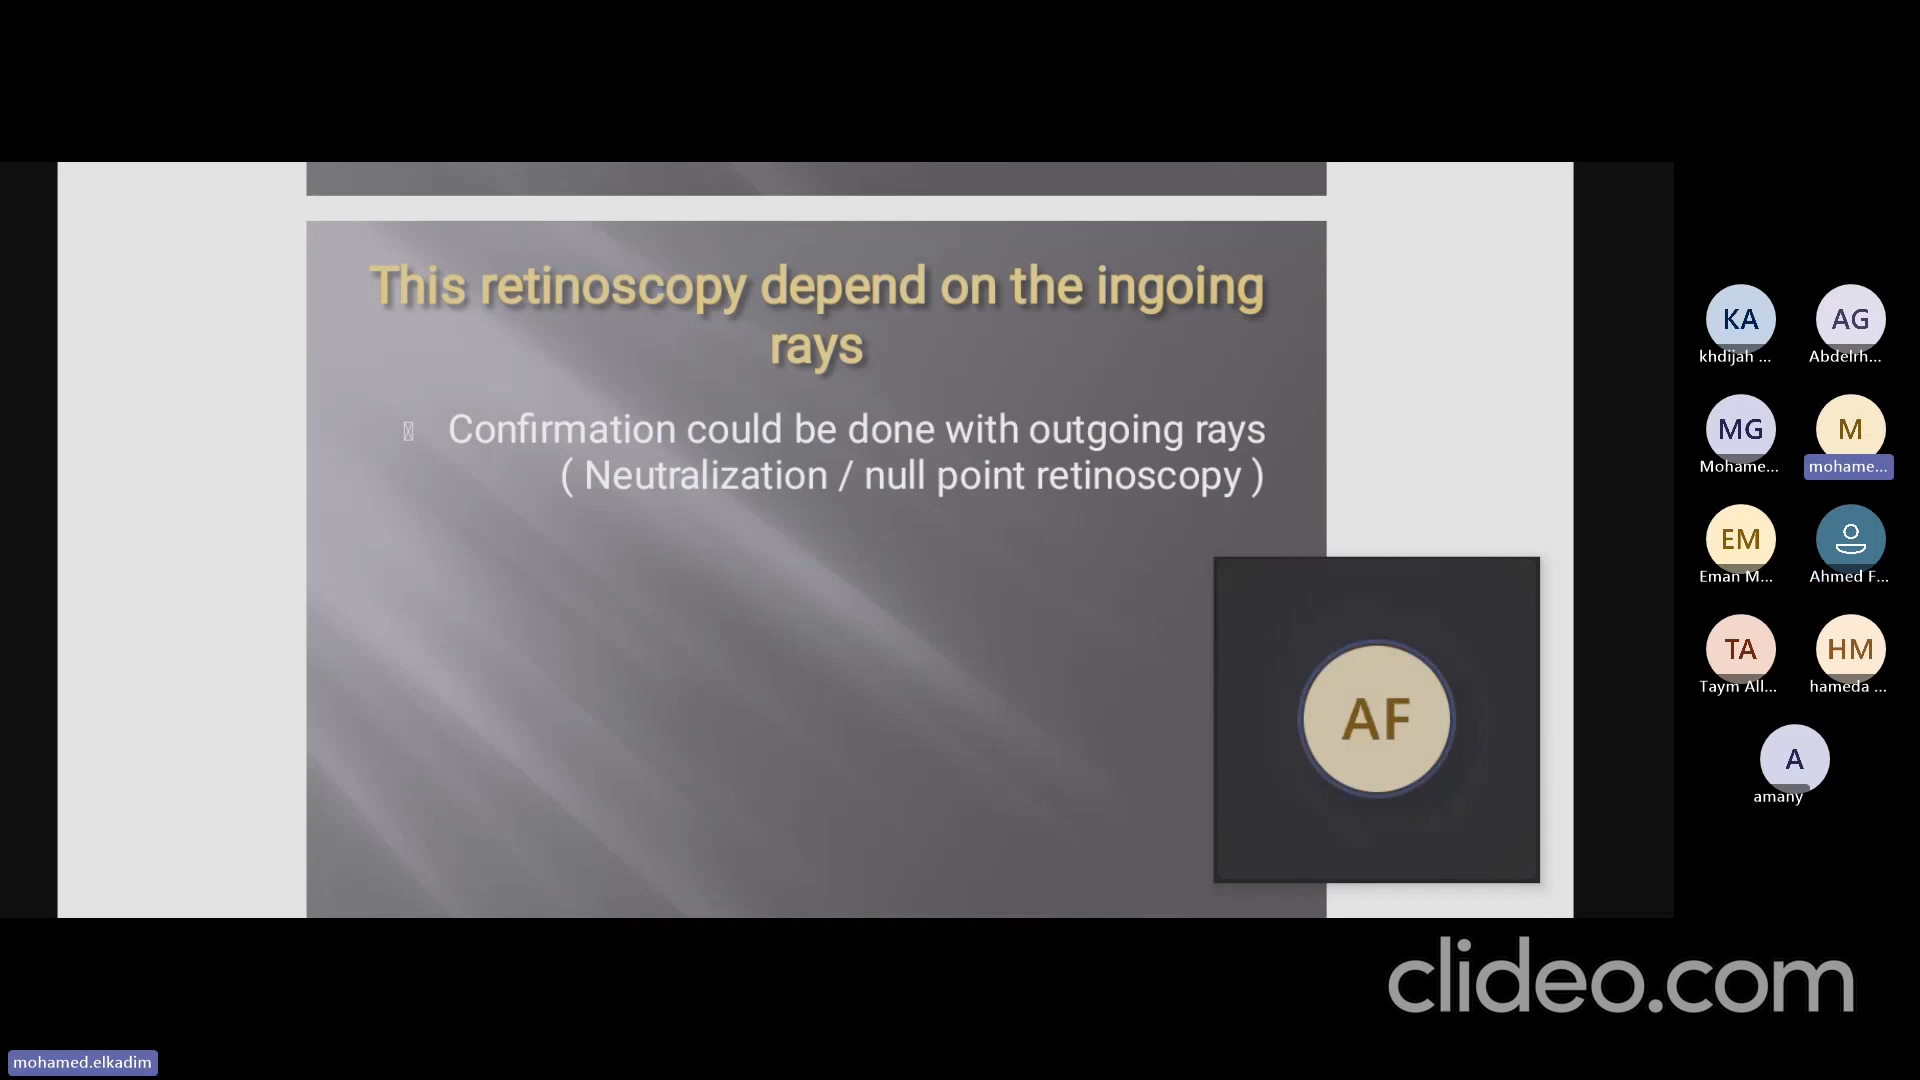 This retinoscopy depend on the ingoing
rays
Confirmation could be done with outgoing rays
( Neutralization / null point retinoscopy )
AF
KA
khdijah ...
AG
Abdelrh...
MG
Mohame...
M
mohame...
EM
Eman M...
Ahmed F...
TA
Taym All...
HM
hameda ...
A
amany
clideo.com
mohamed.elkadim